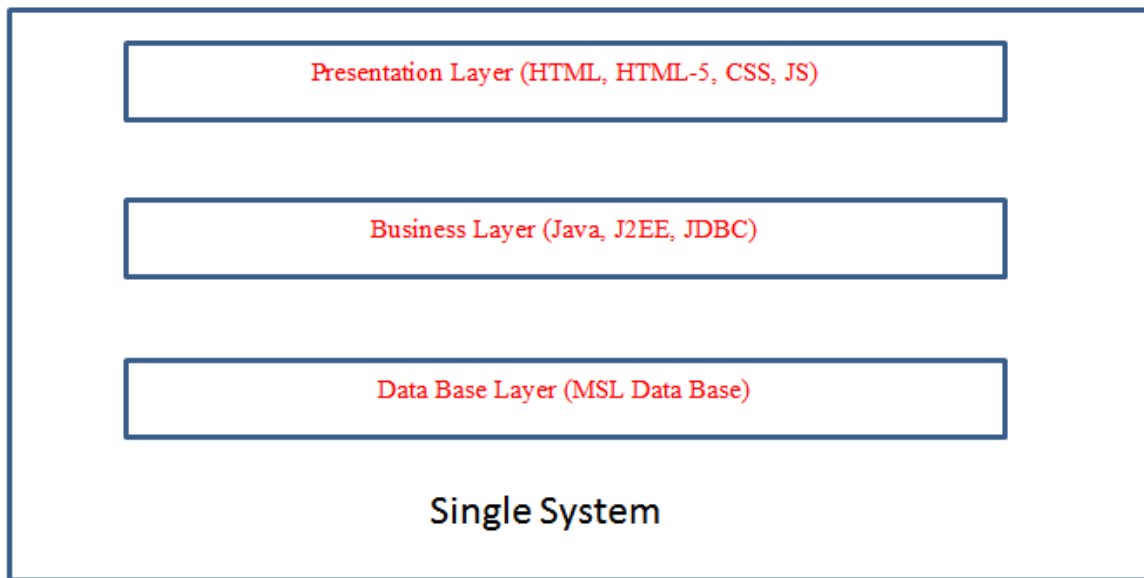 Presentation Layer (HTML, HTML-5, CSS, JS)
Business Layer (Java, J2EE, JDBC)
Data Base Layer (MSL Data Base)
Single System